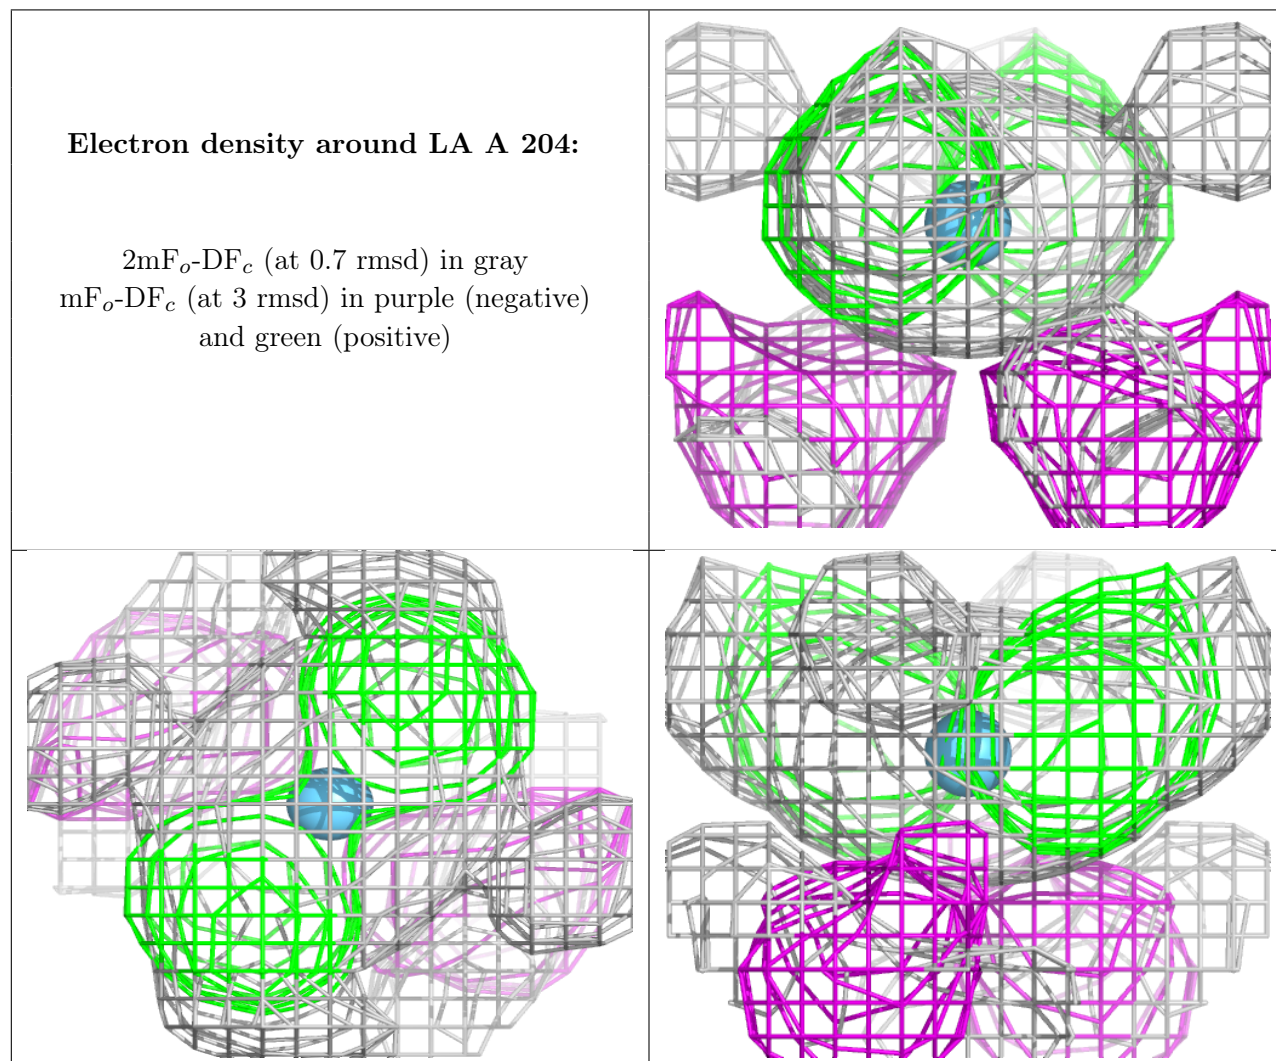 Electron density around LA A 204:
2mFo-DFc (at 0.7 rmsd) in gray
mFo-DFc (at 3 rmsd) in purple (negative)
and green (positive)